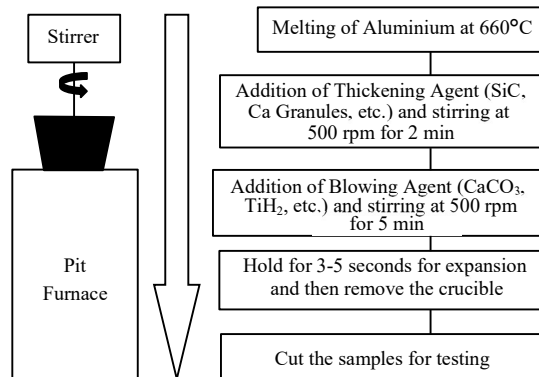 Stirrer
Pit
Furnace
Melting of Aluminium at 660°C
Addition of Thickening Agent (SiC,
Ca Granules, etc.) and stirring at
500 rpm for 2 min
Addition of Blowing Agent (CaCO₃,
TiH₂, etc.) and stirring at 500 rpm
for 5 min
Hold for 3-5 seconds for expansion
and then remove the crucible
Cut the samples for testing